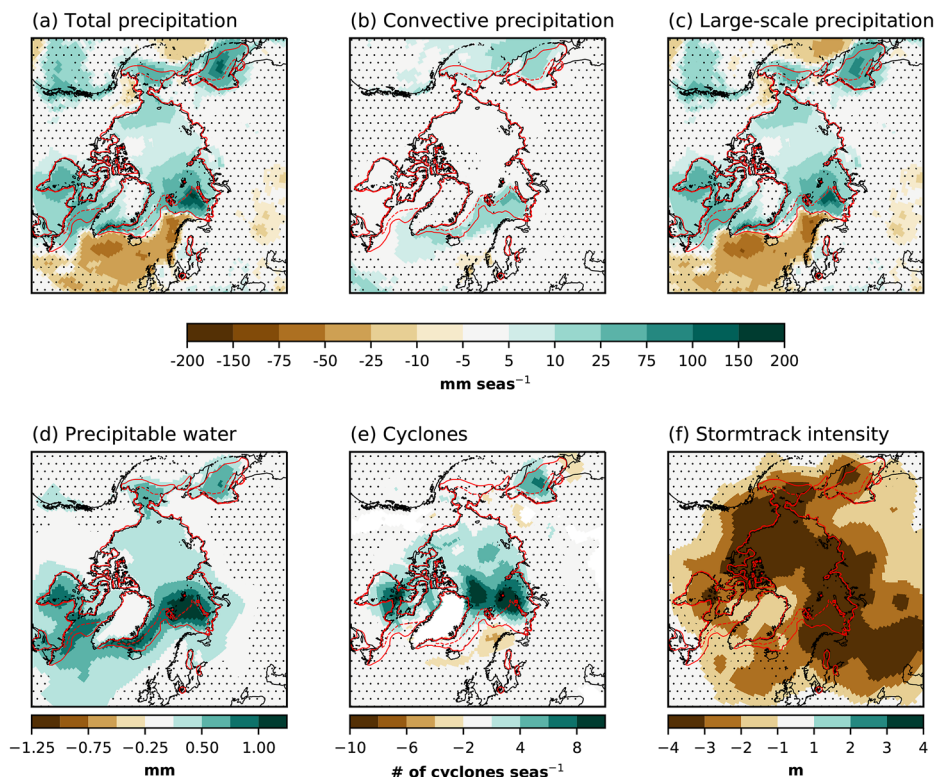 (a) Total precipitation (b) Convective precipitation (c) Large-scale precipitation
-200 -150 -75 -50 -25 -10 -5 5 10 25 75 100 150 200
mm seas⁻¹
(d) Precipitable water (e) Cyclones (f) Stormtrack intensity
−1.25 −0.75 −0.25 0.50 1.00 −10 −6 −2 4 8 −4 −3 −2 −1 1 2 3 4
mm # of cyclones seas⁻¹ m